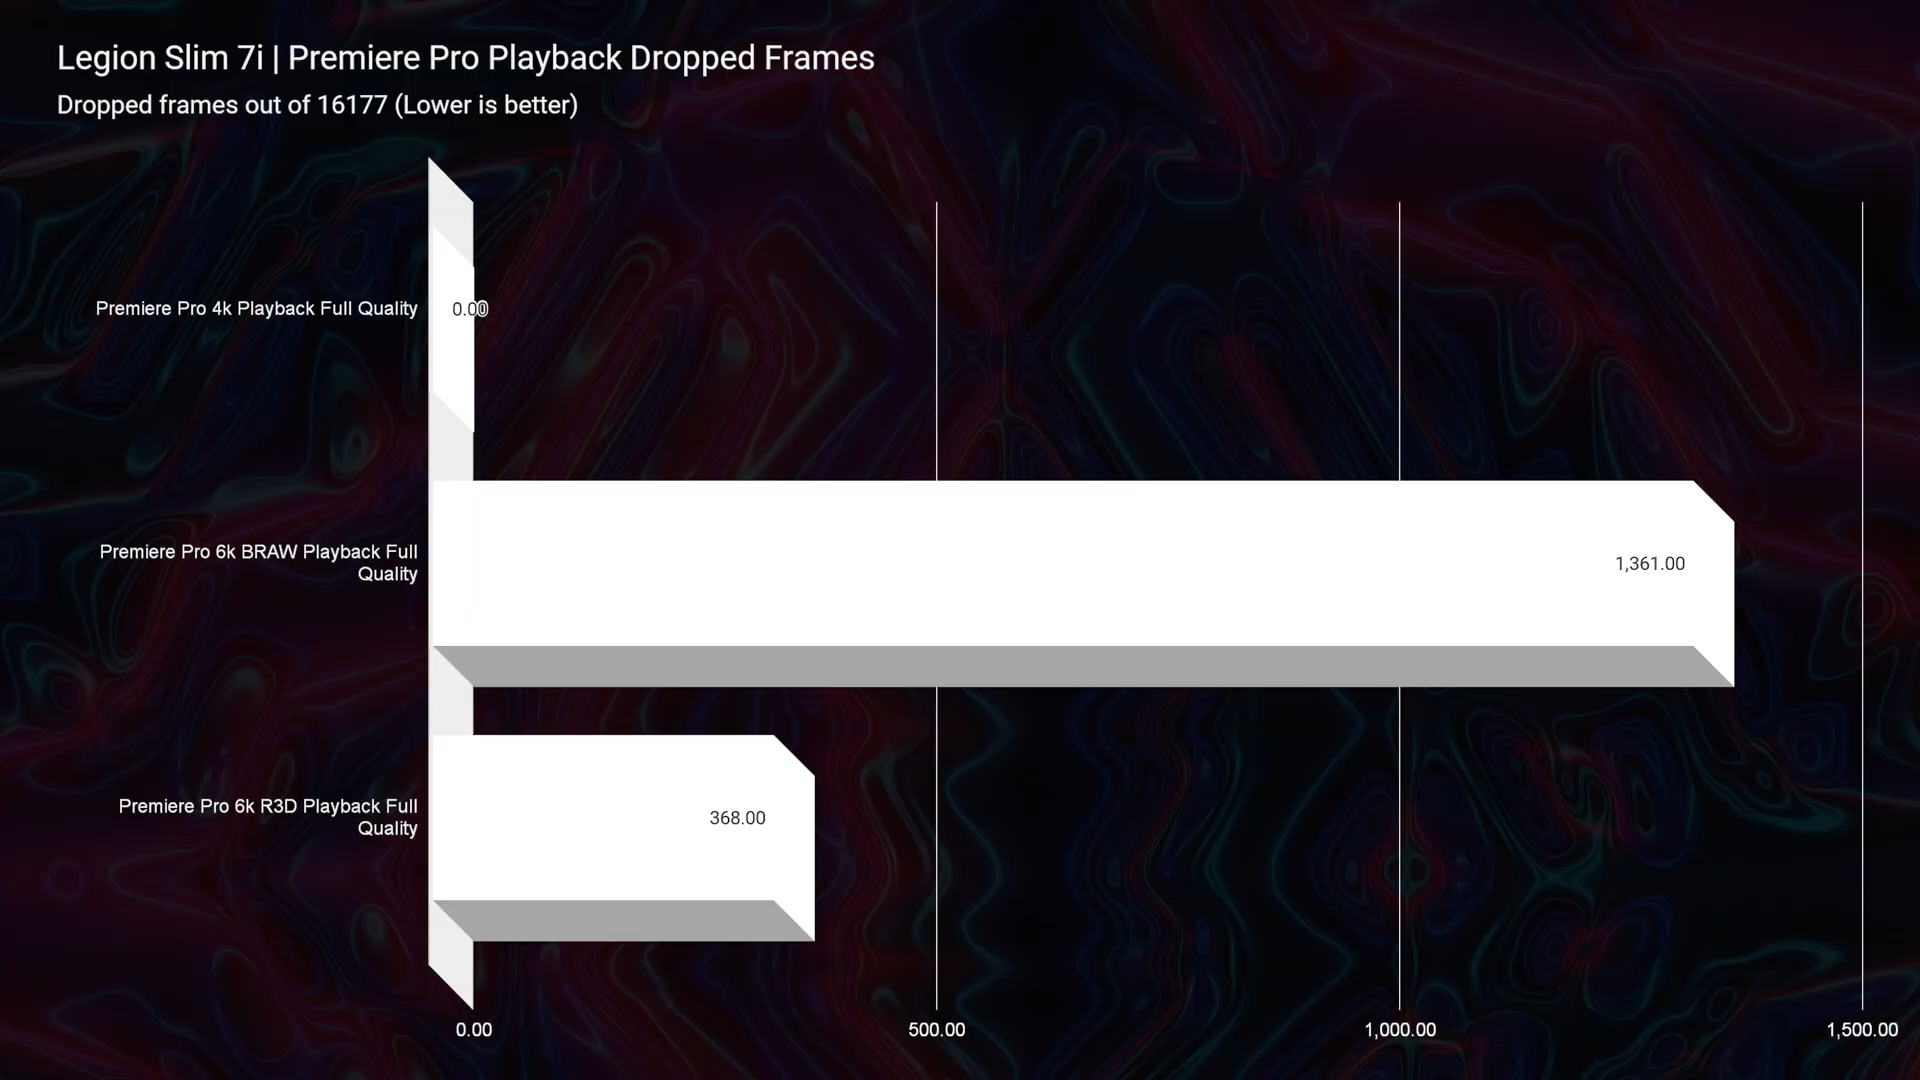 Legion Slim 7i | Premiere Pro Playback Dropped Frames
Dropped frames out of 16177 (Lower is better)
Premiere Pro 4k Playback Full Quality
0.00
Premiere Pro 6k BRAW Playback Full
Quality
1,361.00
Premiere Pro 6k R3D Playback Full
Quality
368.00
0.00
500.00
1,000.00
1,500.00